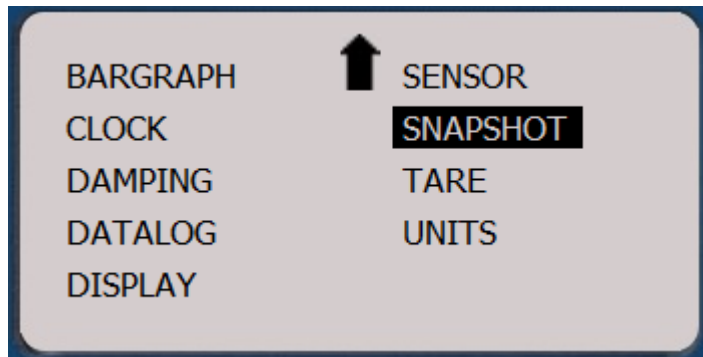 BARGRAPH
CLOCK
DAMPING
DATALOG
DISPLAY
SENSOR
SNAPSHOT
TARE
UNITS